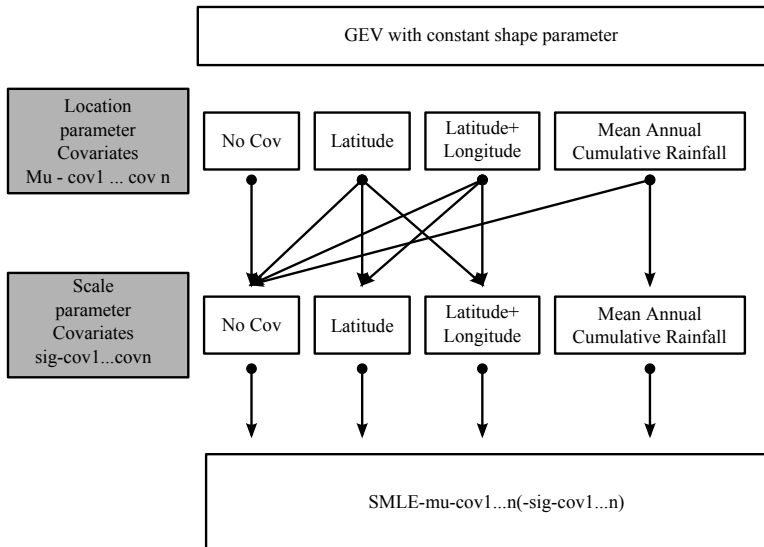 GEV with constant shape parameter
Location
parameter
Covariates
Mu - cov1 ... cov n
No Cov
Latitude
Latitude+
Longitude
Mean Annual
Cumulative Rainfall
Scale
parameter
Covariates
sig-cov1...covn
No Cov
Latitude
Latitude+
Longitude
Mean Annual
Cumulative Rainfall
SMLE-mu-cov1...n(-sig-cov1...n)